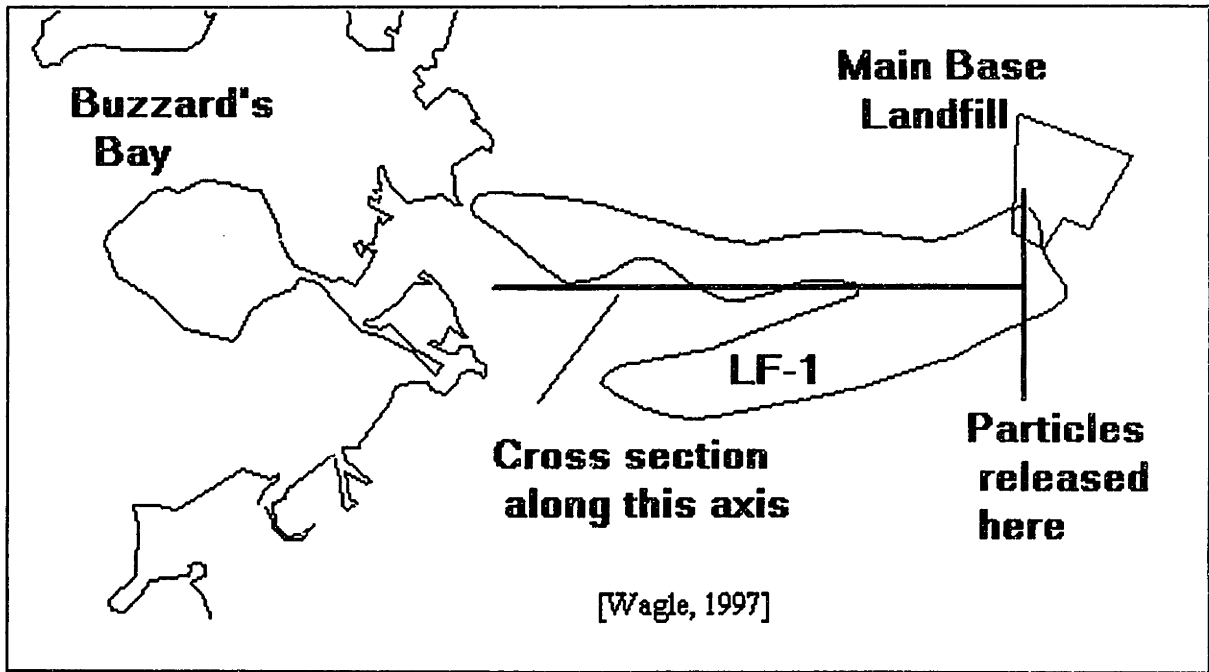 Main Base
Landfill
Buzzard's
Bay
LF-1
Cross section
along this axis
Particles
released
here
[Wagle, 1997]